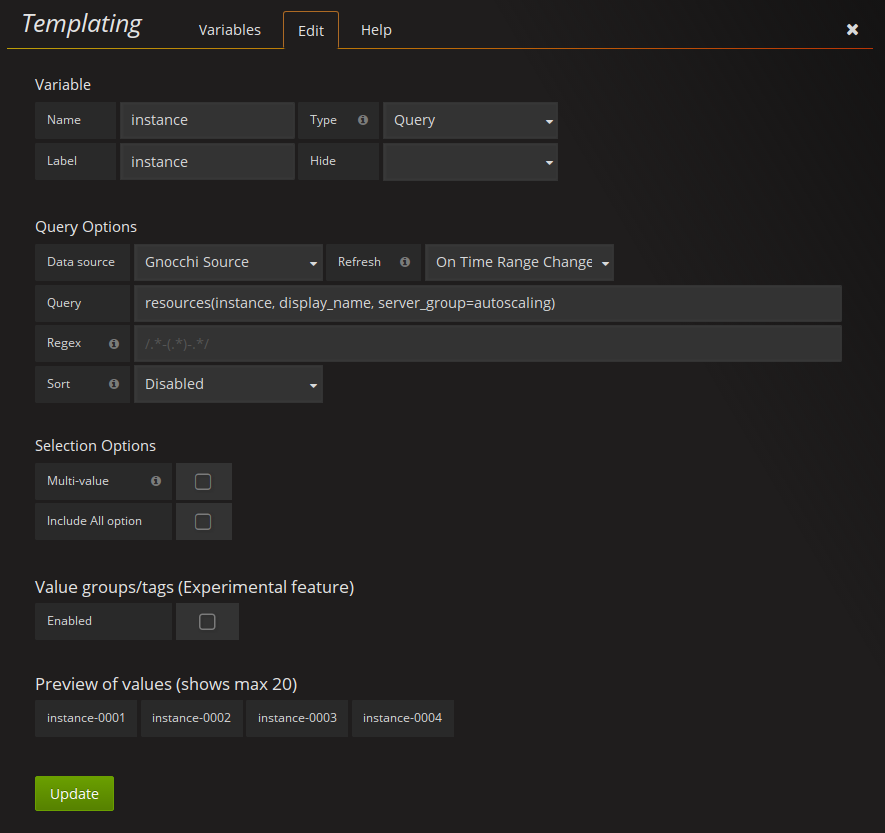 Templating Variables Edit Help
Variable
Name instance Type Query
Label instance Hide
Query Options
Data source Gnocchi Source Refresh On Time Range Change
Query resources(instance, display_name, server_group=autoscaling)
Regex /.*-(.*)-.*/
Sort Disabled
Selection Options
Multi-value
Include All option
Value groups/tags (Experimental feature)
Enabled
Preview of values (shows max 20)
instance-0001 instance-0002 instance-0003 instance-0004
Update